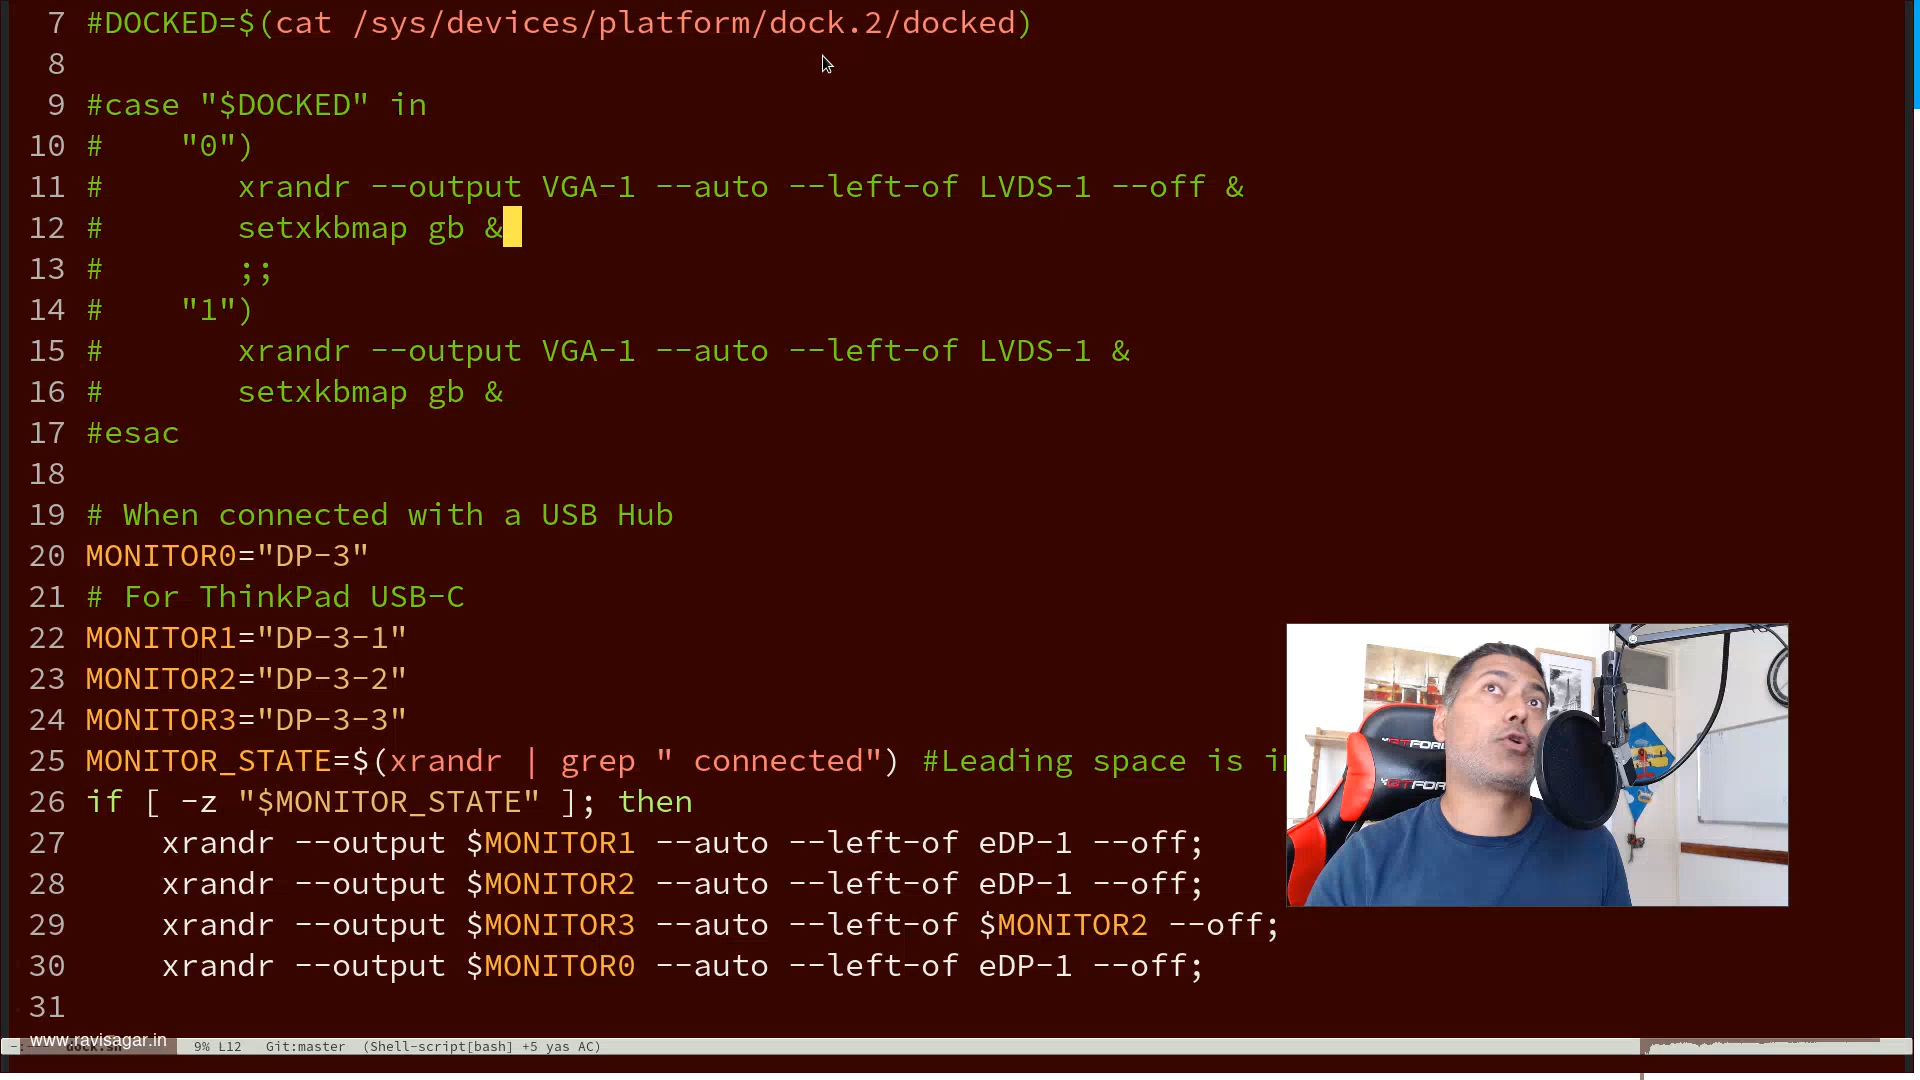 7 #DOCKED=$(cat /sys/devices/platform/dock.2/docked)
8
9 #case "$DOCKED" in
10 #    "0")
11 #       xrandr --output VGA-1 --auto --left-of LVDS-1 --off &
12 #       setxkbmap gb &
13 #       ;;
14 #    "1")
15 #       xrandr --output VGA-1 --auto --left-of LVDS-1 &
16 #       setxkbmap gb &
17 #esac
18
19 # When connected with a USB Hub
20 MONITOR0="DP-3"
21 # For ThinkPad USB-C
22 MONITOR1="DP-3-1"
23 MONITOR2="DP-3-2"
24 MONITOR3="DP-3-3"
25 MONITOR_STATE=$(xrandr | grep " connected") #Leading space is
26 if [ -z "$MONITOR_STATE" ]; then
27     xrandr --output $MONITOR1 --auto --left-of eDP-1 --off;
28     xrandr --output $MONITOR2 --auto --left-of eDP-1 --off;
29     xrandr --output $MONITOR3 --auto --left-of $MONITOR2 --off;
30     xrandr --output $MONITOR0 --auto --left-of eDP-1 --off;
31
www.ravisagar.in
9% L12 Git:master (Shell-script[bash] +5 yas AC)